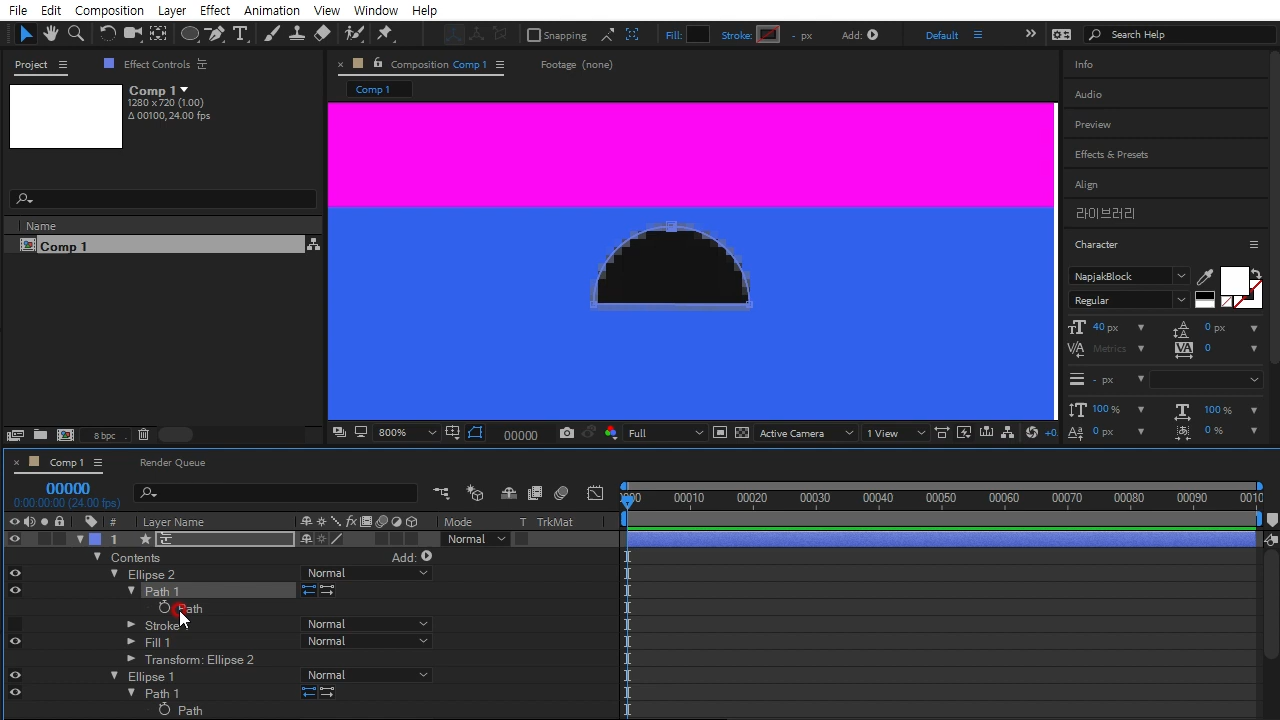 File Edit Composition Layer Effect Animation View Window Help
Snapping Fill: Stroke: - px Add: Default Search Help
Project Effect Controls Composition Comp 1 Footage (none) Info
Comp 1
1280 x 720 (1.00)
Δ 00100, 24.00 fps
Comp 1
Audio
Preview
Effects & Presets
Align
라이브러리
Character
Name
Comp 1
NapjakBlock
Regular
40 px 0 px
Metrics 0
- px
100 % 100 %
0 px 0 %
8 bpc
800% 00000 Full Active Camera 1 View +0.
Comp 1 Render Queue
00000
0:00:00:00 (24.00 fps)
00010 00020 00030 00040 00050 00060 00070 00080 00090
# Layer Name Mode T TrkMat
1 눈 Normal
Contents Add:
Ellipse 2 Normal
Path 1
Path
Stroke Normal
Fill 1 Normal
Transform: Ellipse 2
Ellipse 1 Normal
Path 1
Path